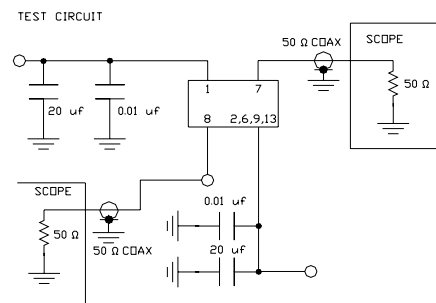 TEST CIRCUIT
50 Ω COAX
SCOPE
50 Ω
20 uf
0.01 uf
1 7
8 2,6,9,13
SCOPE
50 Ω
50 Ω COAX
0.01 uf
20 uf